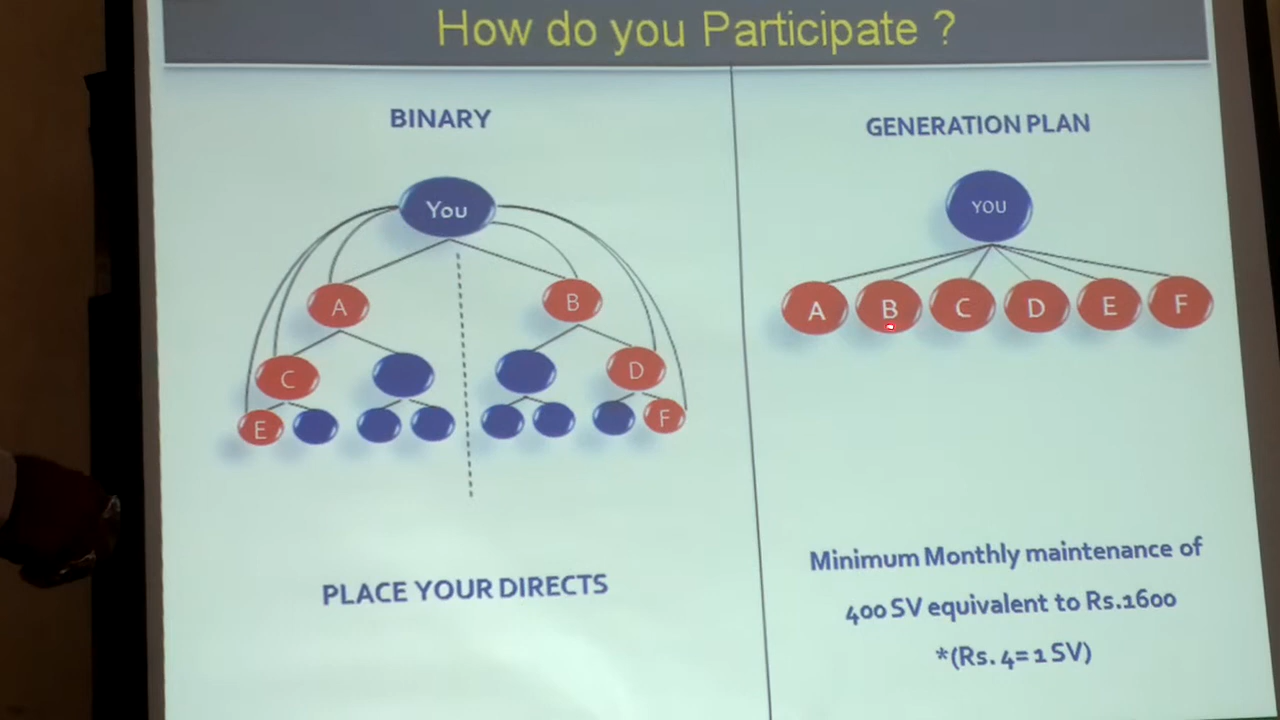 How do you Participate ?
BINARY
You
A
B
C
D
E
F
PLACE YOUR DIRECTS
GENERATION PLAN
YOU
A B C D E F
Minimum Monthly maintenance of
400 SV equivalent to Rs.1600
*(Rs. 4=1 SV)